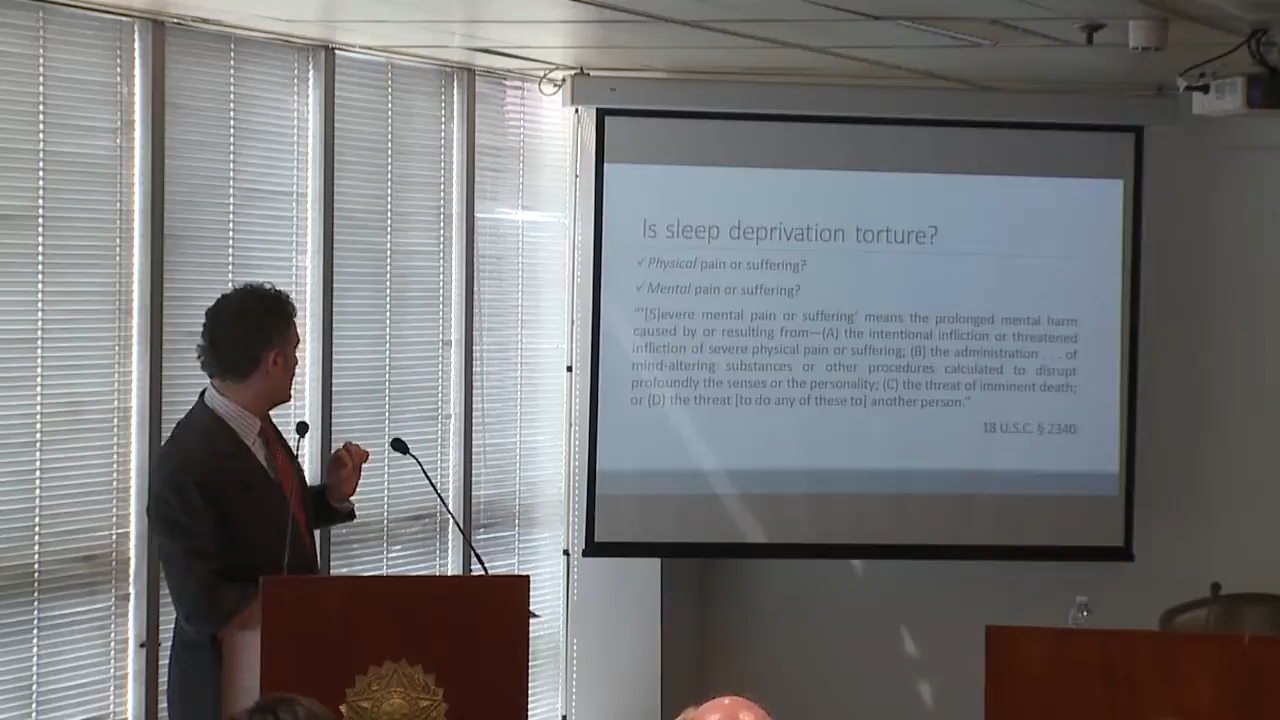 Is sleep deprivation torture?
✓ Physical pain or suffering?
✓ Mental pain or suffering?
“‘[S]evere mental pain or suffering’ means the prolonged mental harm
caused by or resulting from—(A) the intentional infliction or threatened
infliction of severe physical pain or suffering; (B) the administration . . . of
mind-altering substances or other procedures calculated to disrupt
profoundly the senses or the personality; (C) the threat of imminent death;
or (D) the threat [to do any of these to] another person.”
18 U.S.C. § 2340